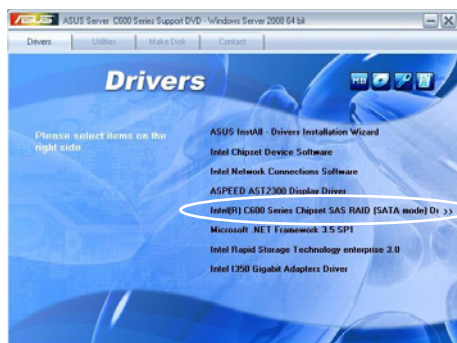 ASUS ASUS Server C600 Series Support DVD - Windows Server 2008 64 bit
Drivers Utilities Make Disk Contact
Drivers
Please select items on the
right side.
ASUS InstAll - Drivers Installation Wizard
Intel Chipset Device Software
Intel Network Connections Software
ASPEED AST2300 Display Driver
Intel(R) C600 Series Chipset SAS RAID (SATA mode) Dr >>
Microsoft .NET Framework 3.5 SP1
Intel Rapid Storage Technology enterprise 3.0
Intel I350 Gigabit Adapters Driver